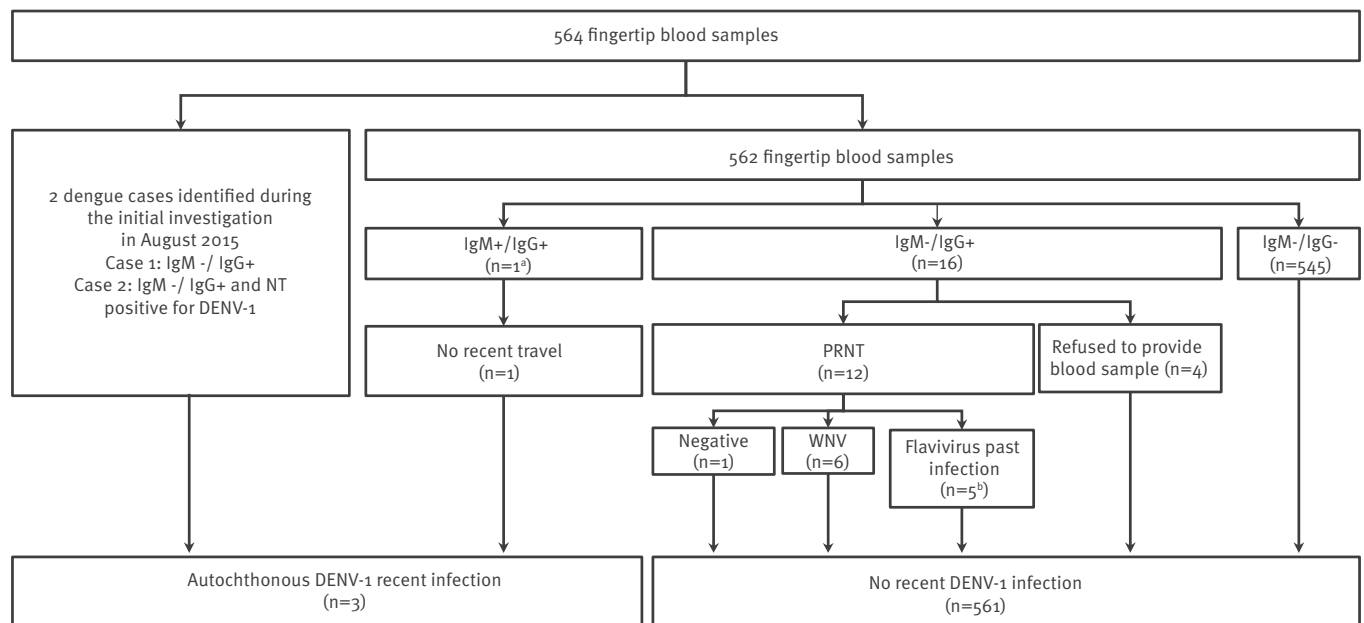 564 fingertip blood samples
2 dengue cases identified during
the initial investigation
in August 2015
Case 1: IgM -/ IgG+
Case 2: IgM -/ IgG+ and NT
positive for DENV-1
562 fingertip blood samples
IgM+/IgG+
(n=1ª)
IgM-/IgG+
(n=16)
IgM-/IgG-
(n=545)
No recent travel
(n=1)
PRNT
(n=12)
Refused to provide
blood sample (n=4)
Negative
(n=1)
WNV
(n=6)
Flavivirus past
infection
(n=5ᵇ)
Autochthonous DENV-1 recent infection
(n=3)
No recent DENV-1 infection
(n=561)